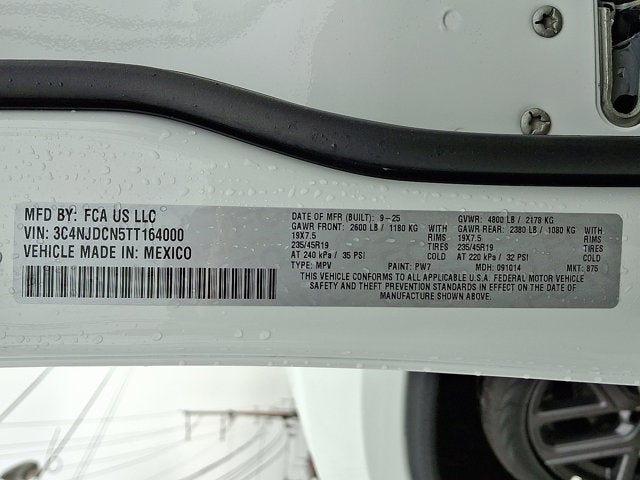 MFD BY: FCA US LLC
VIN: 3C4NJDCN5TT164000
VEHICLE MADE IN: MEXICO
DATE OF MFR (BUILT): 9-25 GVWR: 4800 LB / 2178 KG
GAWR FRONT: 2600 LB / 1180 KG WITH GAWR REAR: 2380 LB / 1080 KG WITH
19X7.5 RIMS 19X7.5 RIMS
235/45R19 TIRES 235/45R19 TIRES
AT 240 kPa / 35 PSI COLD AT 220 kPa / 32 PSI COLD
TYPE: MPV PAINT: PW7 MDH: 091014 MKT: 875
THIS VEHICLE CONFORMS TO ALL APPLICABLE U.S.A. FEDERAL MOTOR VEHICLE
SAFETY AND THEFT PREVENTION STANDARDS IN EFFECT ON THE DATE OF
MANUFACTURE SHOWN ABOVE.